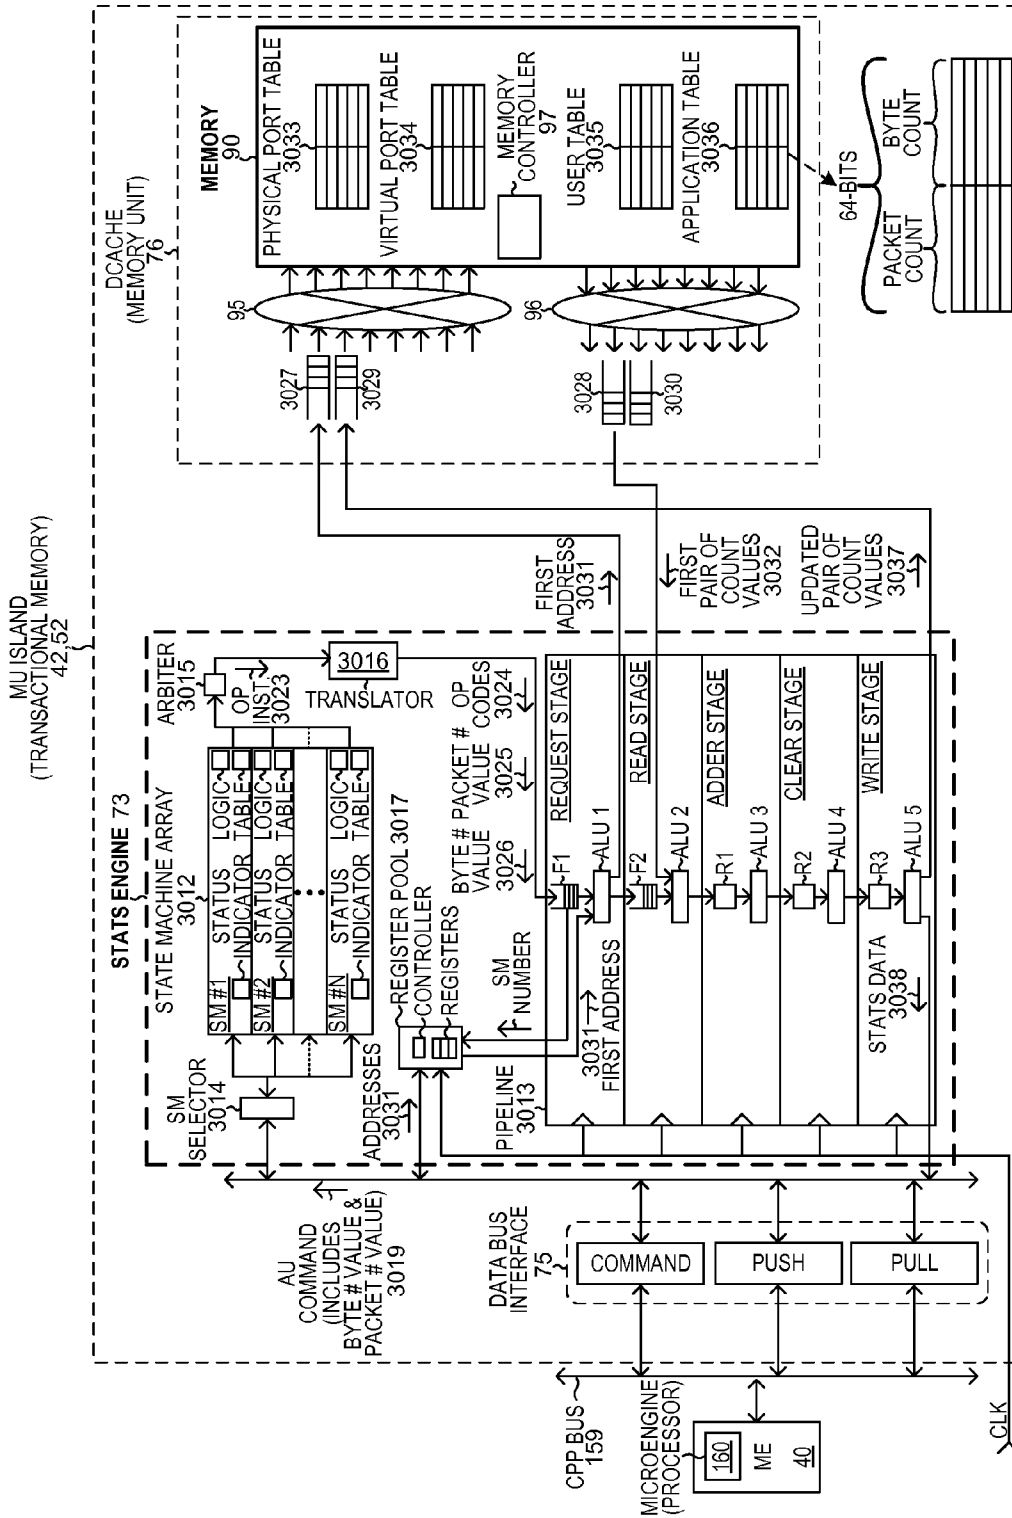 MU ISLAND
(TRANSACTIONAL MEMORY)
42,52
STATS ENGINE 73
STATE MACHINE ARRAY
3012
SM
SELECTOR
3014
SM #1
STATUS LOGIC
INDICATOR TABLE
SM #2
STATUS LOGIC
INDICATOR TABLE
SM #N
STATUS LOGIC
INDICATOR TABLE
ARBITER
3015
OP
INST.
3023
3016
TRANSLATOR
AU
COMMAND
(INCLUDES
BYTE # VALUE &
PACKET # VALUE)
3019
ADDRESSES
3031
REGISTER POOL 3017
CONTROLLER
REGISTERS
SM
NUMBER
BYTE #
VALUE
3026
PACKET #
VALUE
3025
OP
CODES
3024
PIPELINE
3013
3031
FIRST ADDRESS
F1
REQUEST STAGE
ALU 1
F2
READ STAGE
ALU 2
R1
ADDER STAGE
ALU 3
R2
CLEAR STAGE
ALU 4
R3
WRITE STAGE
ALU 5
STATS DATA
3038
FIRST
ADDRESS
3031
FIRST
PAIR OF
COUNT
VALUES
3032
UPDATED
PAIR OF
COUNT
VALUES
3037
DCACHE
(MEMORY UNIT)
76
3027
3029
3028
3030
95
96
MEMORY
90
PHYSICAL PORT TABLE
3033
VIRTUAL PORT TABLE
3034
MEMORY
CONTROLLER
97
USER TABLE
3035
APPLICATION TABLE
3036
64-BITS
PACKET
COUNT
BYTE
COUNT
DATA BUS
INTERFACE
75
COMMAND
PUSH
PULL
CPP BUS
159
MICROENGINE
(PROCESSOR)
160
ME
40
CLK